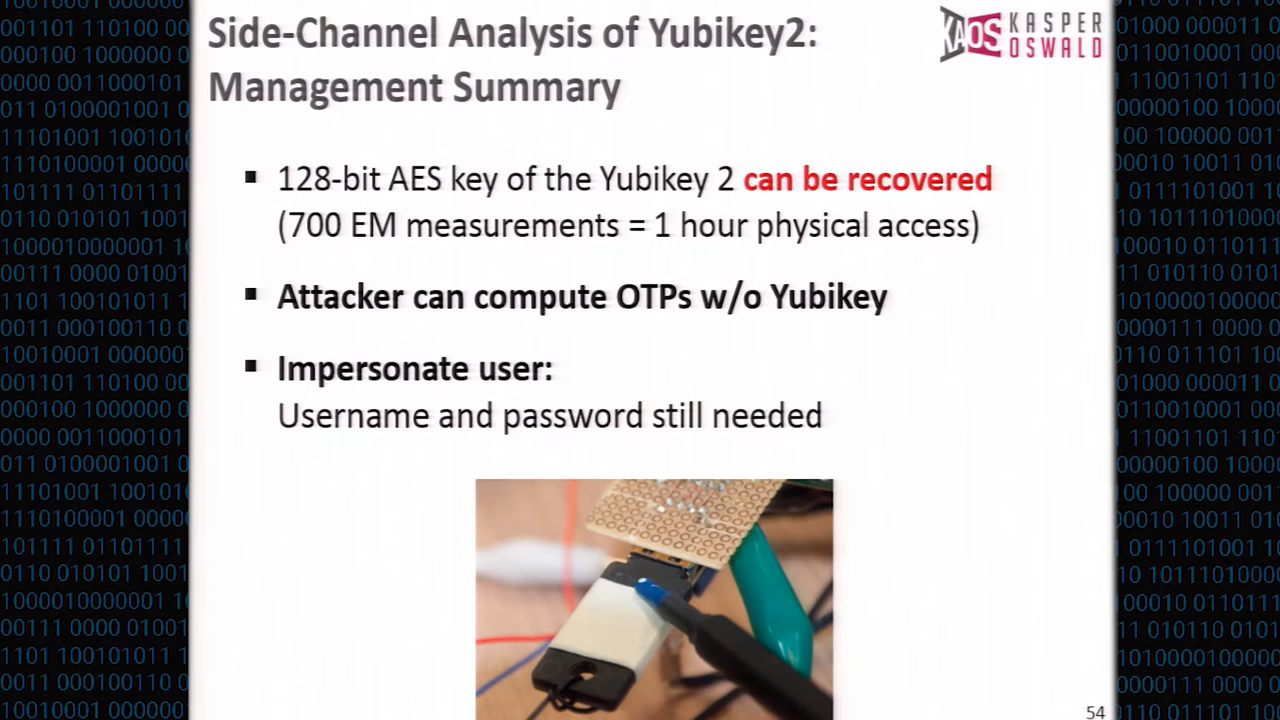 Side-Channel Analysis of Yubikey2:
Management Summary
KAOS KASPER
OSWALD
▪ 128-bit AES key of the Yubikey 2 can be recovered
(700 EM measurements = 1 hour physical access)
▪ Attacker can compute OTPs w/o Yubikey
▪ Impersonate user:
Username and password still needed
54